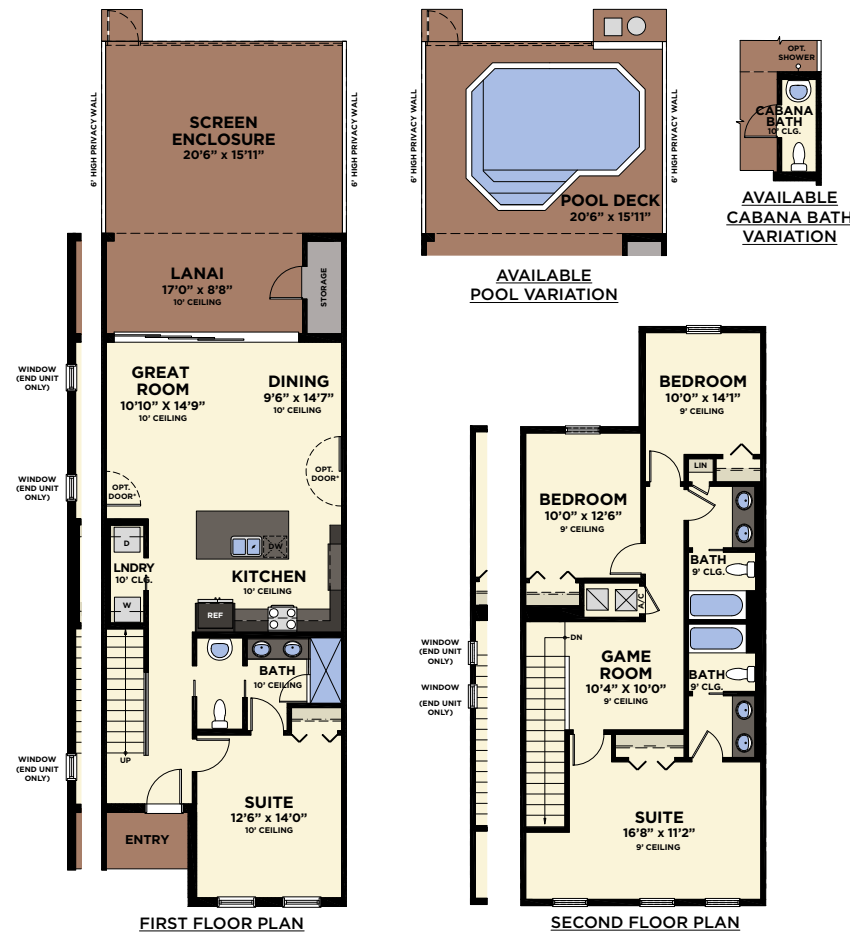 6' HIGH PRIVACY WALL
SCREEN
ENCLOSURE
20'6" x 15'11"
6' HIGH PRIVACY WALL
LANAI
17'0" x 8'8"
10' CEILING
STORAGE
WINDOW
(END UNIT
ONLY)
GREAT
ROOM
10'10" X 14'9"
10' CEILING
DINING
9'6" x 14'7"
10' CEILING
WINDOW
(END UNIT
ONLY)
OPT.
DOOR*
OPT.
DOOR*
D
LNDRY
10' CLG.
W
DW
KITCHEN
10' CEILING
REF
BATH
10' CEILING
UP
WINDOW
(END UNIT
ONLY)
SUITE
12'6" x 14'0"
10' CEILING
ENTRY
FIRST FLOOR PLAN
6' HIGH PRIVACY WALL
POOL DECK
20'6" x 15'11"
6' HIGH PRIVACY WALL
AVAILABLE
POOL VARIATION
OPT.
SHOWER
CABANA
BATH
10' CLG.
AVAILABLE
CABANA BATH
VARIATION
BEDROOM
10'0" x 14'1"
9' CEILING
LIN
BEDROOM
10'0" x 12'6"
9' CEILING
BATH
9' CLG.
A/C
DN
WINDOW
(END UNIT
ONLY)
WINDOW
(END UNIT
ONLY)
GAME
ROOM
10'4" X 10'0"
9' CEILING
BATH
9' CLG.
SUITE
16'8" x 11'2"
9' CEILING
SECOND FLOOR PLAN